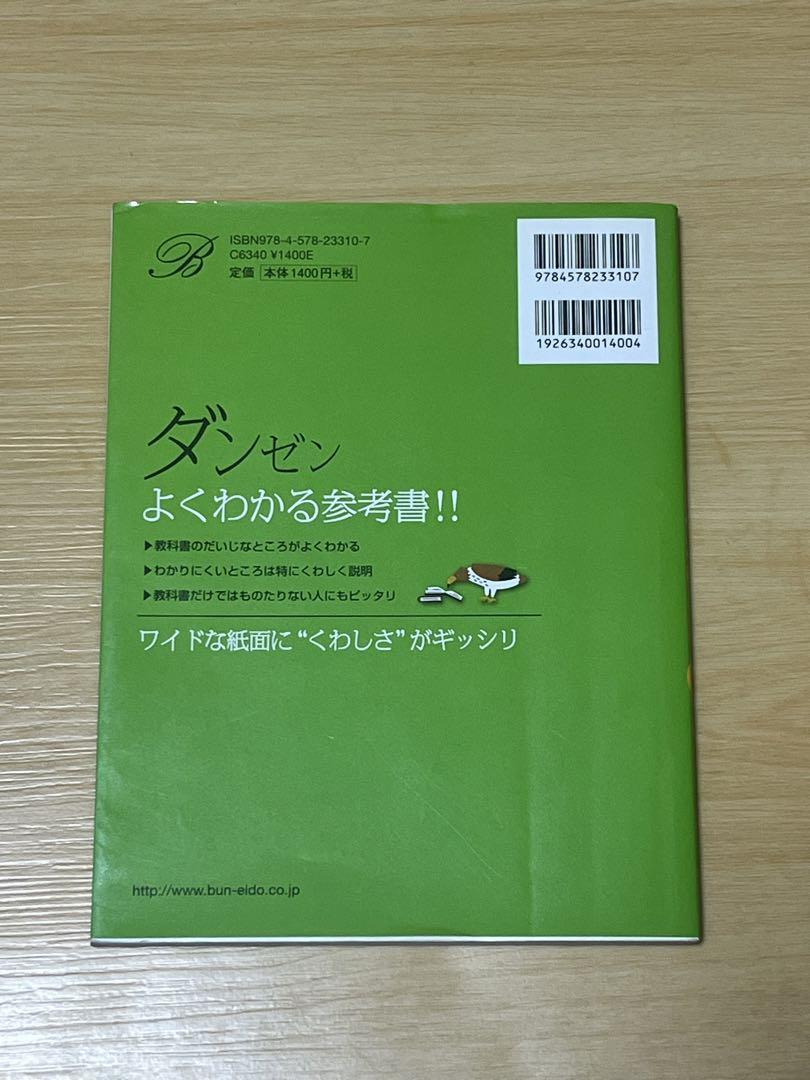 B
ISBN978-4-578-23310-7
C6340 ¥1400E
定価 本体1400円+税
9784578233107
1926340014004
ダンゼン
よくわかる参考書!!
▶教科書のだいじなところがよくわかる
▶わかりにくいところは特にくわしく説明
▶教科書だけではものたりない人にもピッタリ
ワイドな紙面に“くわしさ”がギッシリ
http://www.bun-eido.co.jp